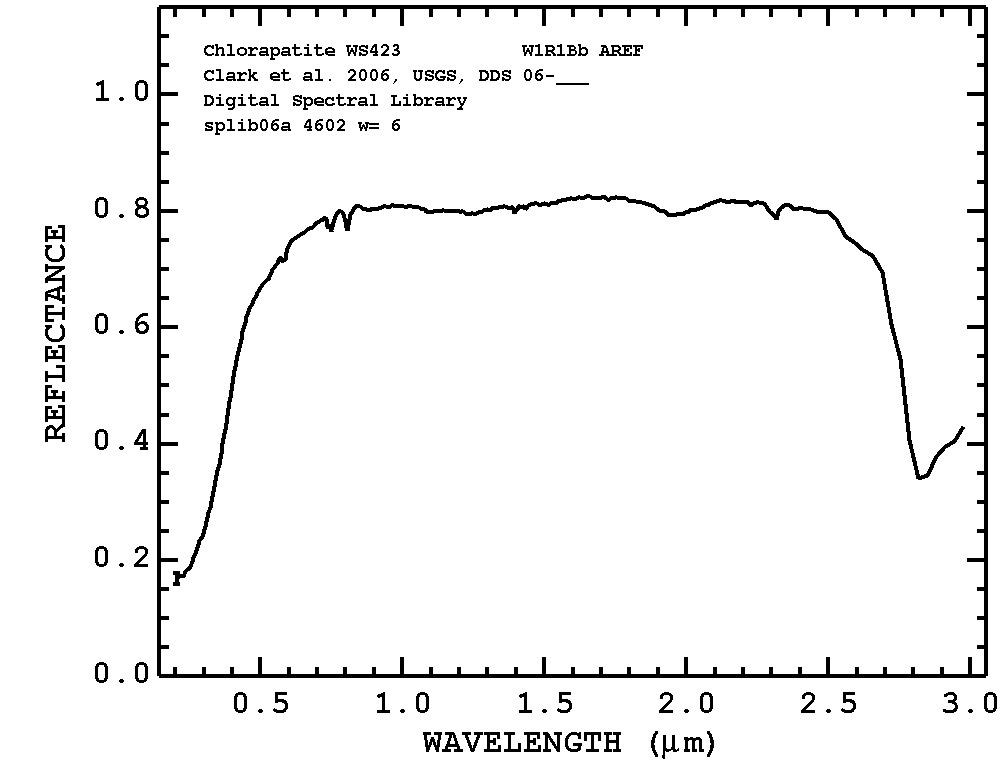 Chlorapatite WS423 W1R1Bb AREF
Clark et al. 2006, USGS, DDS 06-___
Digital Spectral Library
splib06a 4602 w= 6
1.0
0.8
0.6
0.4
0.2
0.0
REFLECTANCE
0.5 1.0 1.5 2.0 2.5 3.0
WAVELENGTH (μm)